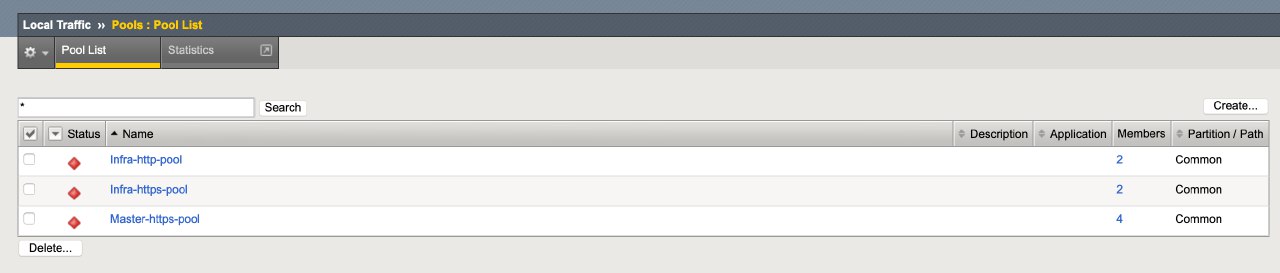 Local Traffic » Pools : Pool List
Pool List Statistics
* Search Create...
Status Name Description Application Members Partition / Path
Infra-http-pool 2 Common
Infra-https-pool 2 Common
Master-https-pool 4 Common
Delete...